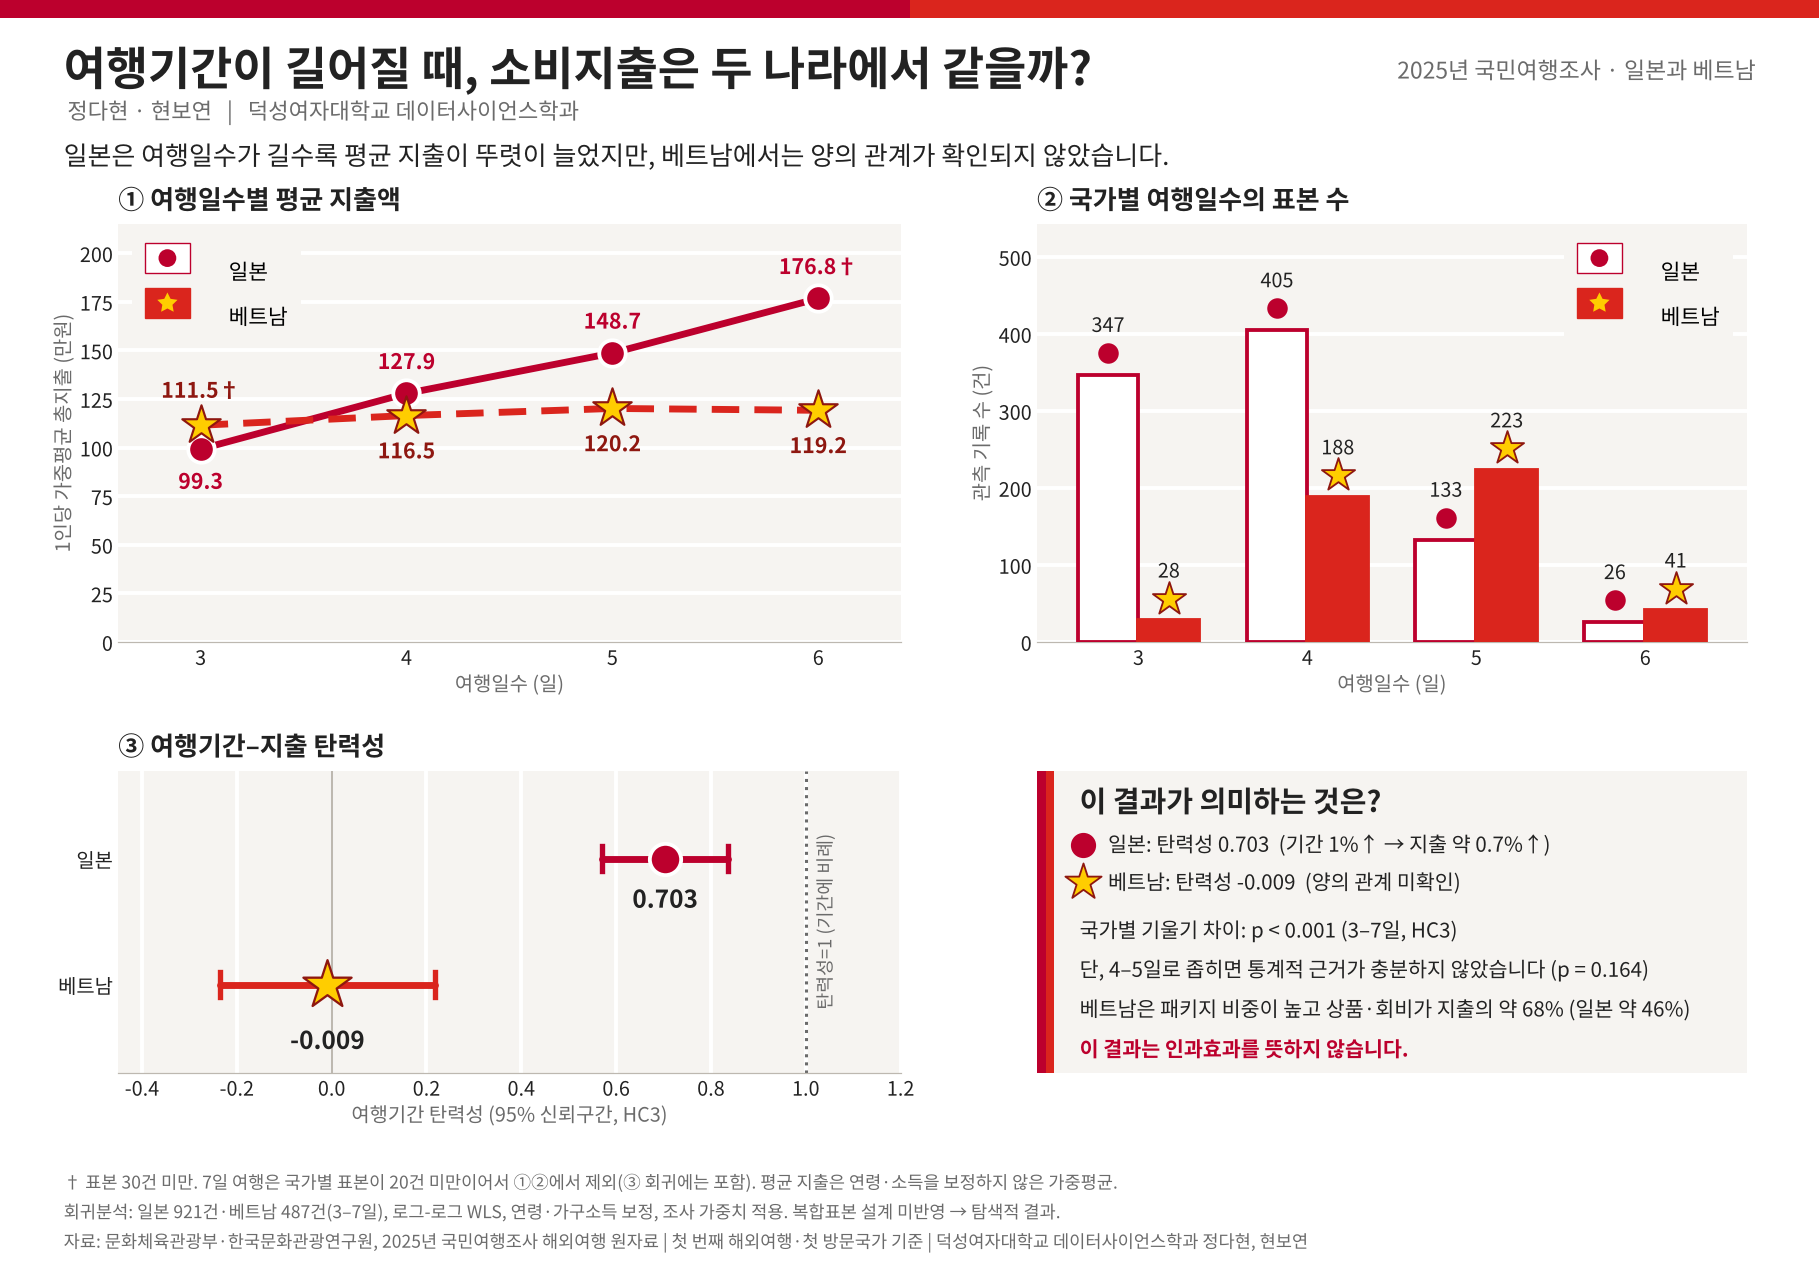 여행기간이 길어질 때, 소비지출은 두 나라에서 같을까?
2025년 국민여행조사 · 일본과 베트남
정다현 · 현보연 | 덕성여자대학교 데이터사이언스학과
일본은 여행일수가 길수록 평균 지출이 뚜렷이 늘었지만, 베트남에서는 양의 관계가 확인되지 않았습니다.
① 여행일수별 평균 지출액
1인당 가중평균 총지출 (만원)
200
175
150
125
100
75
50
25
0
일본
베트남
111.5 †
99.3
127.9
116.5
148.7
120.2
176.8 †
119.2
3
4
5
6
여행일수 (일)
② 국가별 여행일수의 표본 수
관측 기록 수 (건)
500
400
300
200
100
0
일본
베트남
347
28
405
188
133
223
26
41
3
4
5
6
여행일수 (일)
③ 여행기간–지출 탄력성
일본
베트남
0.703
-0.009
탄력성=1 (기간에 비례)
-0.4
-0.2
0.0
0.2
0.4
0.6
0.8
1.0
1.2
여행기간 탄력성 (95% 신뢰구간, HC3)
이 결과가 의미하는 것은?
일본: 탄력성 0.703 (기간 1%↑ → 지출 약 0.7%↑)
베트남: 탄력성 -0.009 (양의 관계 미확인)
국가별 기울기 차이: p < 0.001 (3–7일, HC3)
단, 4–5일로 좁히면 통계적 근거가 충분하지 않았습니다 (p = 0.164)
베트남은 패키지 비중이 높고 상품·회비가 지출의 약 68% (일본 약 46%)
이 결과는 인과효과를 뜻하지 않습니다.
† 표본 30건 미만. 7일 여행은 국가별 표본이 20건 미만이어서 ①②에서 제외(③ 회귀에는 포함). 평균 지출은 연령·소득을 보정하지 않은 가중평균.
회귀분석: 일본 921건·베트남 487건(3–7일), 로그-로그 WLS, 연령·가구소득 보정, 조사 가중치 적용. 복합표본 설계 미반영 → 탐색적 결과.
자료: 문화체육관광부·한국문화관광연구원, 2025년 국민여행조사 해외여행 원자료 | 첫 번째 해외여행·첫 방문국가 기준 | 덕성여자대학교 데이터사이언스학과 정다현, 현보연